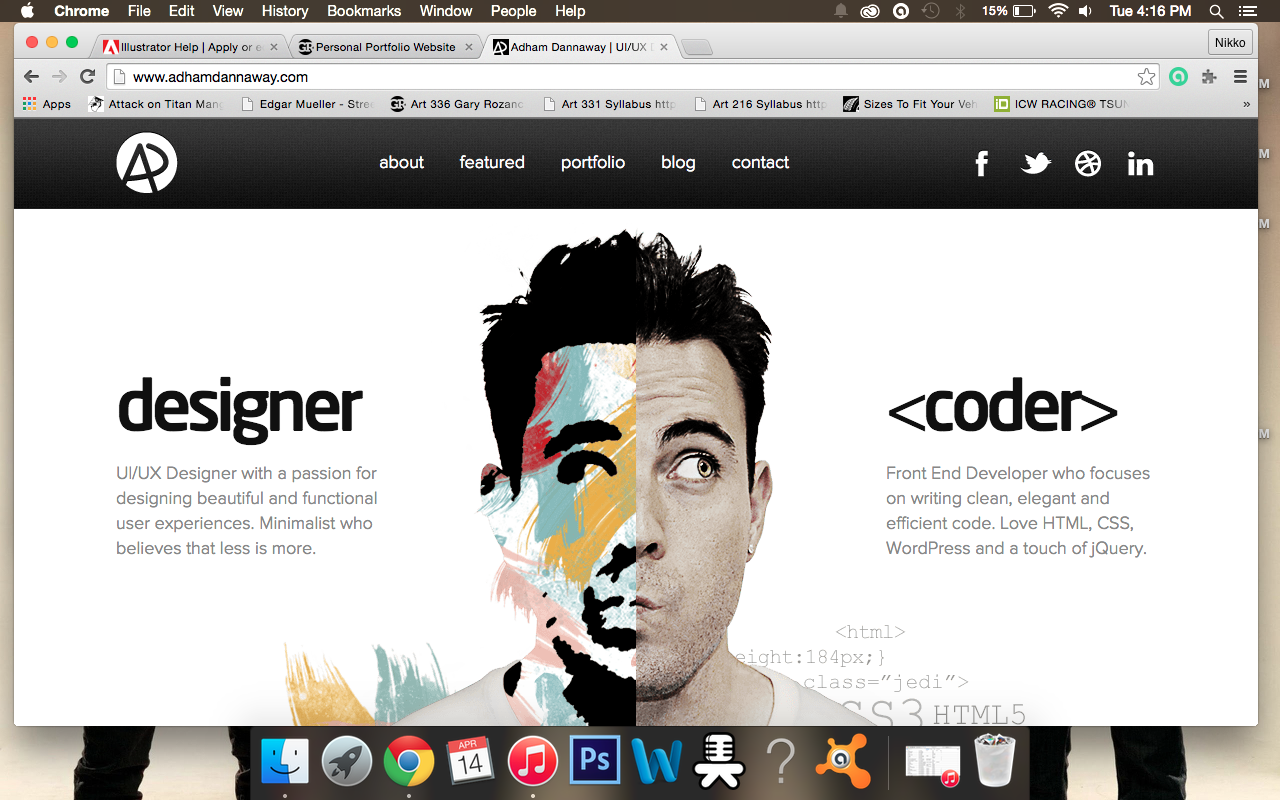 Chrome File Edit View History Bookmarks Window People Help 15% Tue 4:16 PM
Illustrator Help | Apply or e
Personal Portfolio Website
Adham Dannaway | UI/UX
Nikko
www.adhamdannaway.com
Apps Attack on Titan Man Edgar Mueller - Stre Art 336 Gary Rozanc Art 331 Syllabus http Art 216 Syllabus http Sizes To Fit Your Veh iD ICW RACING® TSUN »
about featured portfolio blog contact
designer
UI/UX Designer with a passion for
designing beautiful and functional
user experiences. Minimalist who
believes that less is more.
<coder>
Front End Developer who focuses
on writing clean, elegant and
efficient code. Love HTML, CSS,
WordPress and a touch of jQuery.
<html>
eight:184px;}
class=”jedi”>
SS3 HTML5
M
M
M
M
APR
14
Ps